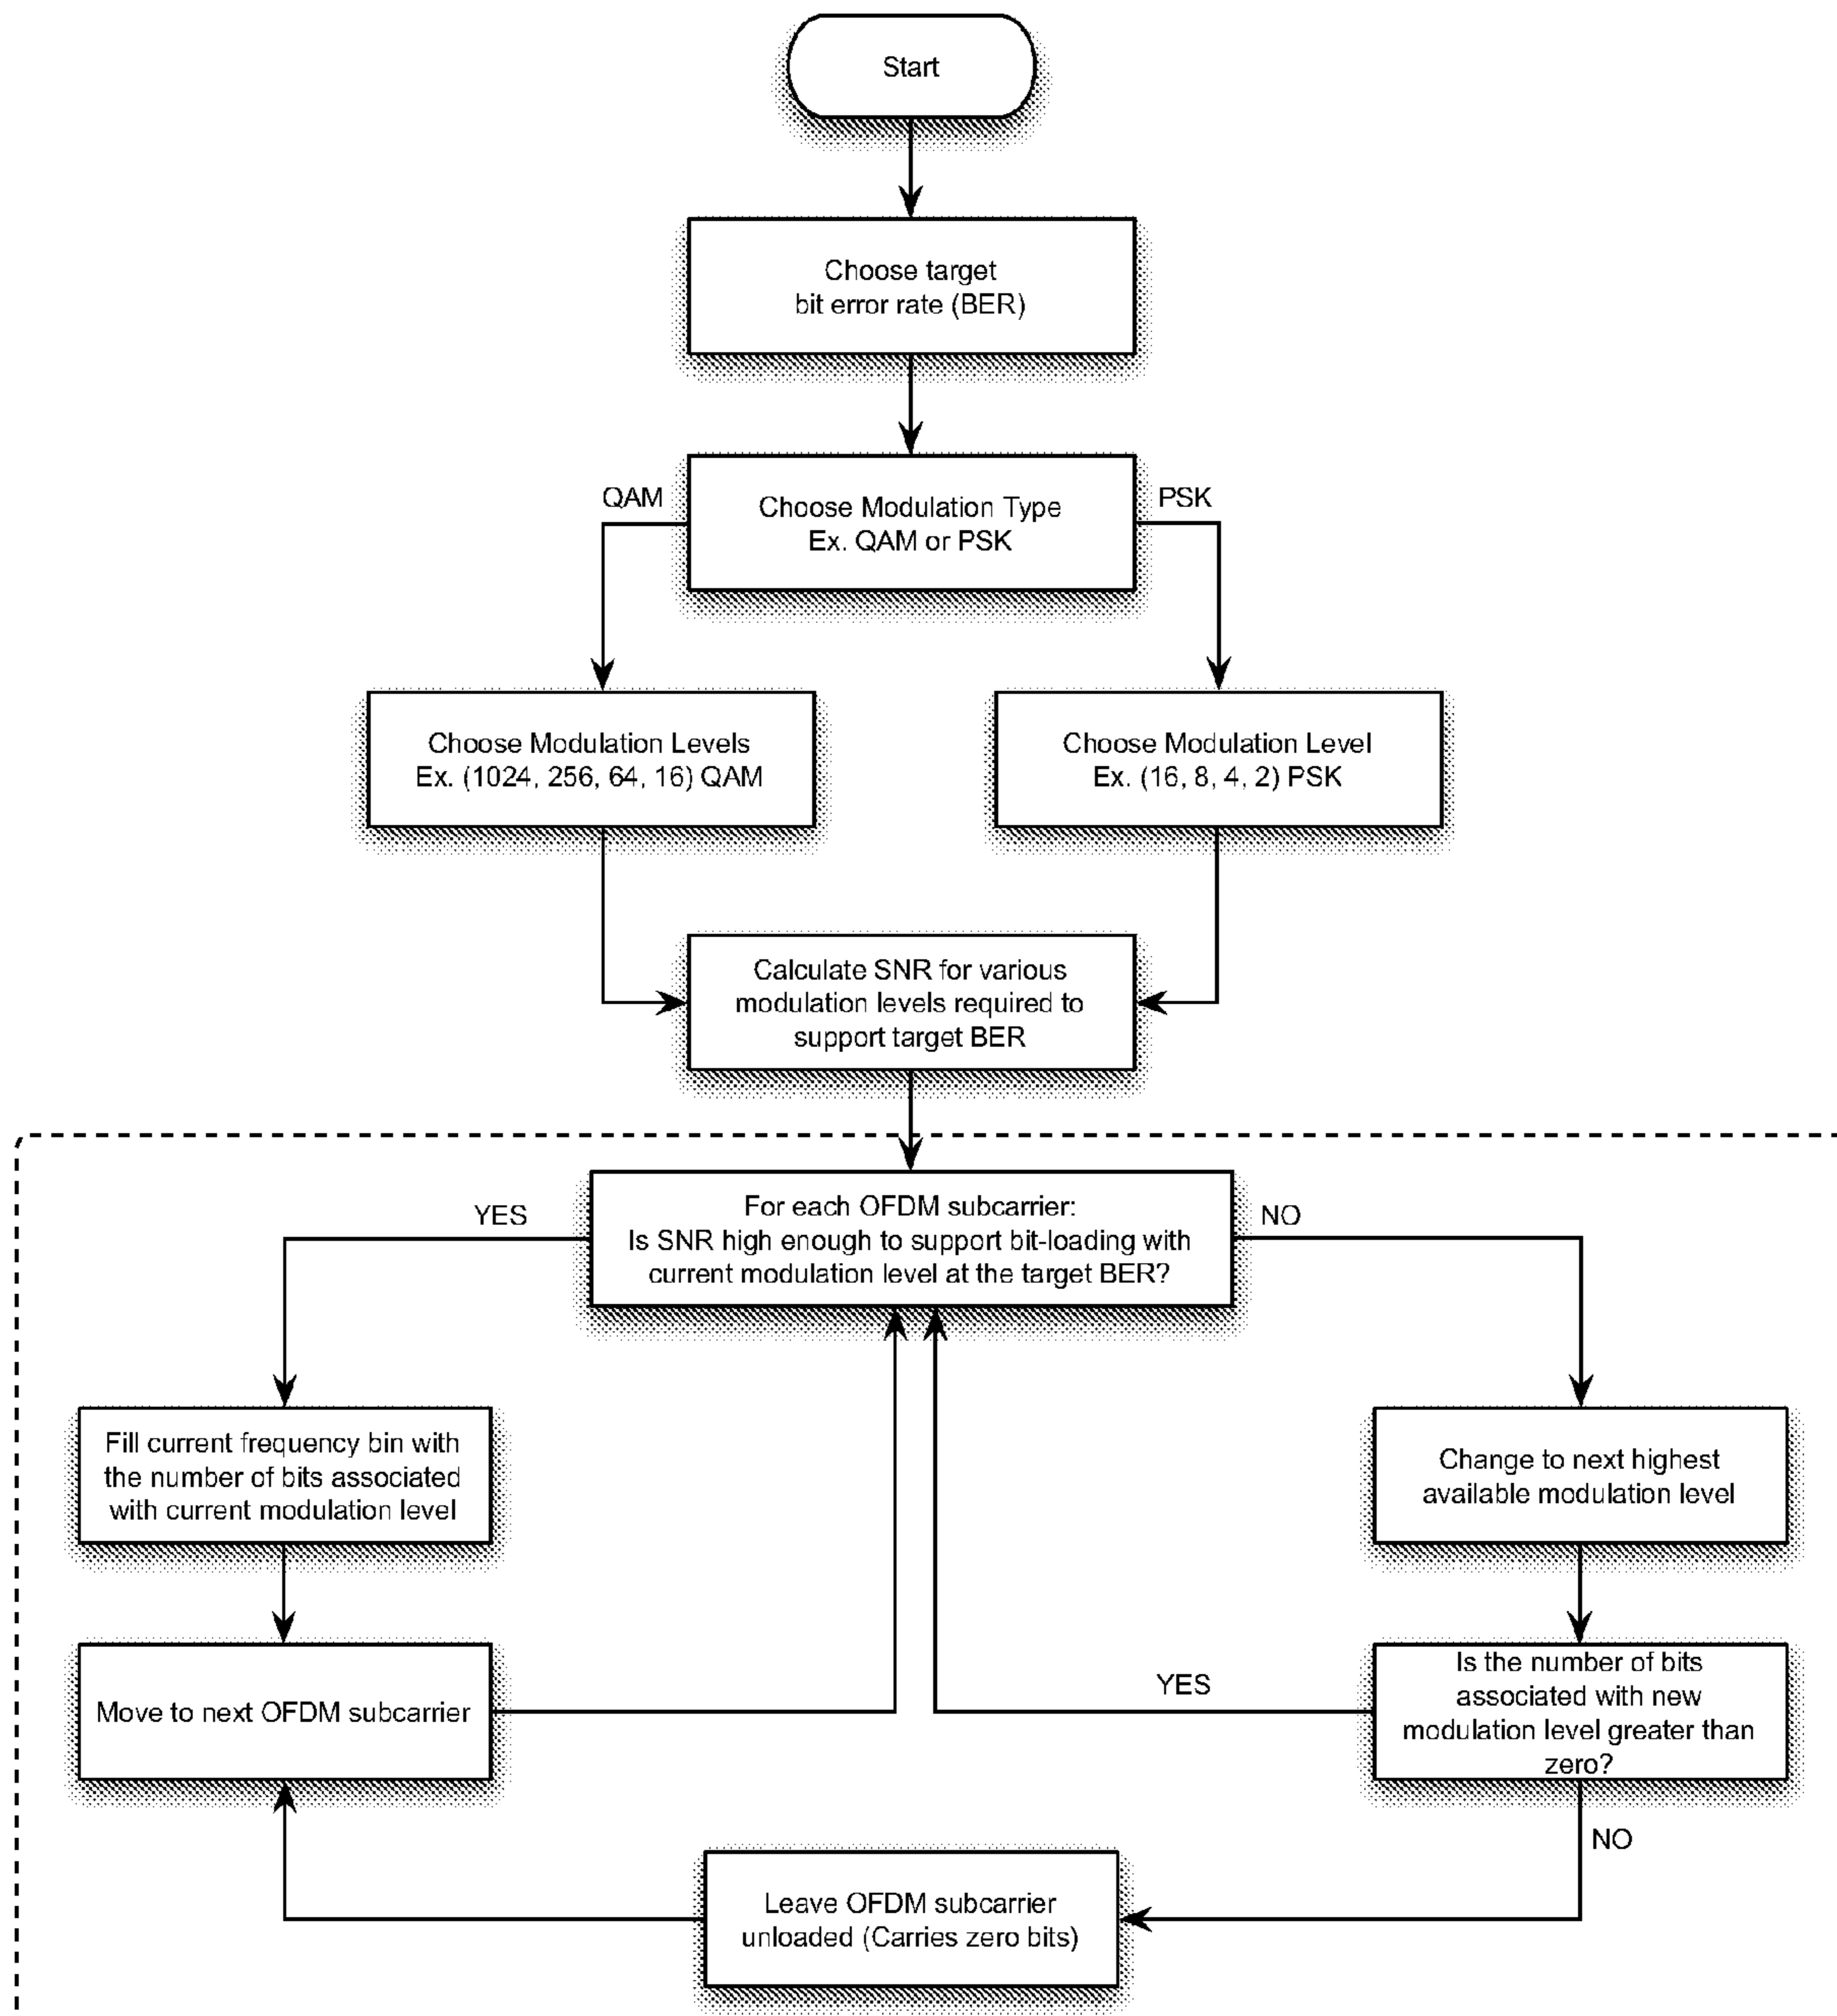 Start
Choose target
bit error rate (BER)
QAM
Choose Modulation Type
Ex. QAM or PSK
PSK
Choose Modulation Levels
Ex. (1024, 256, 64, 16) QAM
Choose Modulation Level
Ex. (16, 8, 4, 2) PSK
Calculate SNR for various
modulation levels required to
support target BER
YES
For each OFDM subcarrier:
Is SNR high enough to support bit-loading with
current modulation level at the target BER?
NO
Fill current frequency bin with
the number of bits associated
with current modulation level
Change to next highest
available modulation level
Move to next OFDM subcarrier
YES
Is the number of bits
associated with new
modulation level greater than
zero?
NO
Leave OFDM subcarrier
unloaded (Carries zero bits)